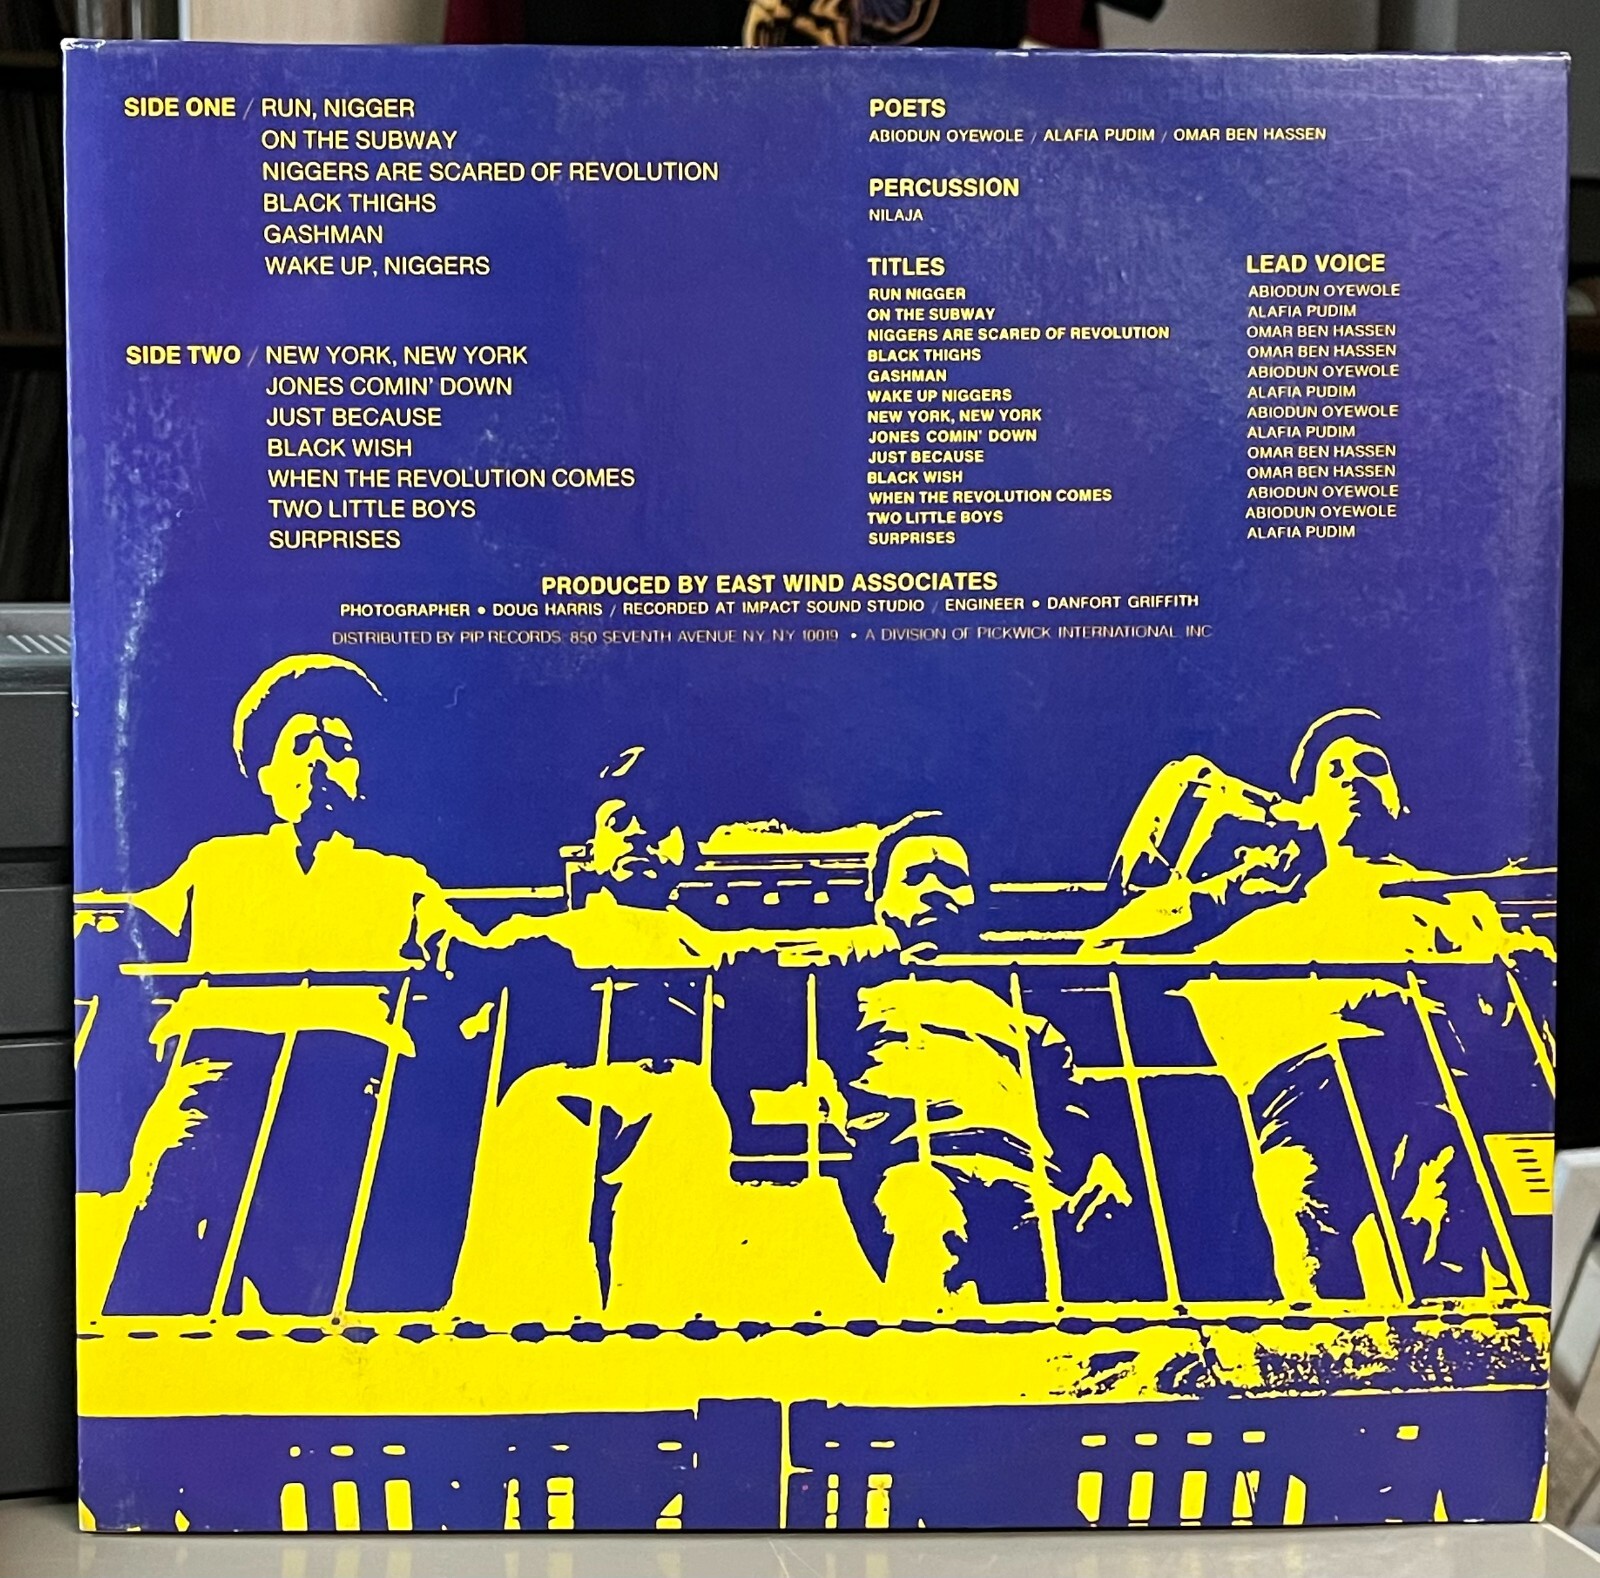 SIDE ONE / RUN, NIGGER
ON THE SUBWAY
NIGGERS ARE SCARED OF REVOLUTION
BLACK THIGHS
GASHMAN
WAKE UP, NIGGERS
SIDE TWO / NEW YORK, NEW YORK
JONES COMIN' DOWN
JUST BECAUSE
BLACK WISH
WHEN THE REVOLUTION COMES
TWO LITTLE BOYS
SURPRISES
POETS
ABIODUN OYEWOLE / ALAFIA PUDIM / OMAR BEN HASSEN
PERCUSSION
NILAJA
TITLES LEAD VOICE
RUN NIGGER ABIODUN OYEWOLE
ON THE SUBWAY ALAFIA PUDIM
NIGGERS ARE SCARED OF REVOLUTION OMAR BEN HASSEN
BLACK THIGHS OMAR BEN HASSEN
GASHMAN ABIODUN OYEWOLE
WAKE UP NIGGERS ALAFIA PUDIM
NEW YORK, NEW YORK ABIODUN OYEWOLE
JONES COMIN' DOWN ALAFIA PUDIM
JUST BECAUSE OMAR BEN HASSEN
BLACK WISH OMAR BEN HASSEN
WHEN THE REVOLUTION COMES ABIODUN OYEWOLE
TWO LITTLE BOYS ABIODUN OYEWOLE
SURPRISES ALAFIA PUDIM
PRODUCED BY EAST WIND ASSOCIATES
PHOTOGRAPHER • DOUG HARRIS / RECORDED AT IMPACT SOUND STUDIO / ENGINEER • DANFORT GRIFFITH
DISTRIBUTED BY PIP RECORDS: 850 SEVENTH AVENUE NY, NY 10019 • A DIVISION OF PICKWICK INTERNATIONAL INC